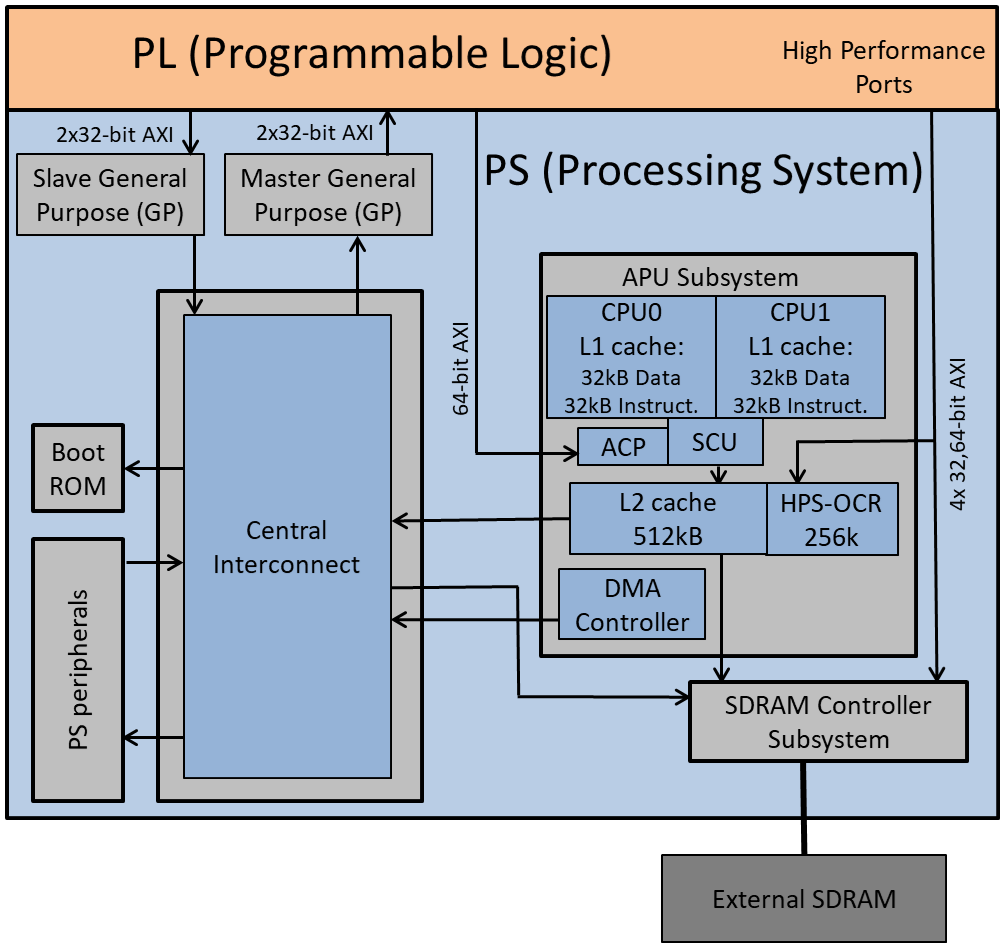 PL (Programmable Logic)
High Performance
Ports
2x32-bit AXI
2x32-bit AXI
Slave General
Purpose (GP)
Master General
Purpose (GP)
PS (Processing System)
APU Subsystem
CPU0
L1 cache:
32kB Data
32kB Instruct.
CPU1
L1 cache:
32kB Data
32kB Instruct.
64-bit AXI
4x 32,64-bit AXI
ACP
SCU
L2 cache
512kB
HPS-OCR
256k
DMA
Controller
Boot
ROM
Central
Interconnect
PS peripherals
SDRAM Controller
Subsystem
External SDRAM